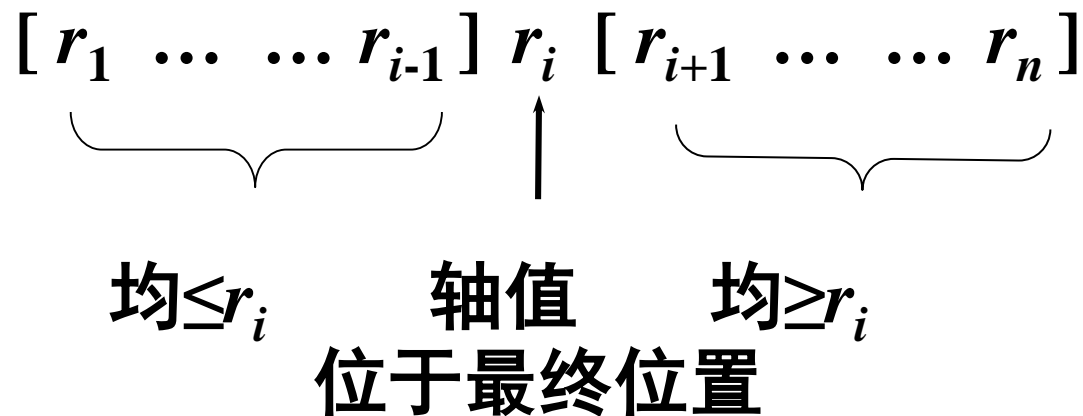 [ r₁ … … rᵢ₋₁ ] rᵢ [ rᵢ₊₁ … … rₙ ]
均≤rᵢ 轴值 均≥rᵢ
位于最终位置